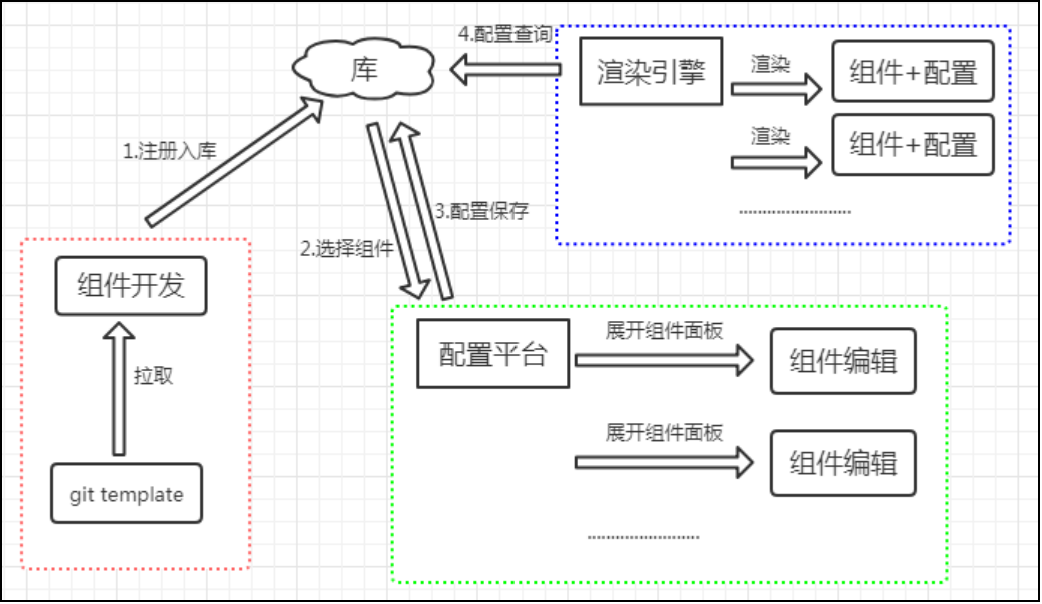 4.配置查询
库
渲染引擎
渲染
组件+配置
渲染
组件+配置
1.注册入库
3.配置保存
2.选择组件
组件开发
拉取
git template
配置平台
展开组件面板
组件编辑
展开组件面板
组件编辑